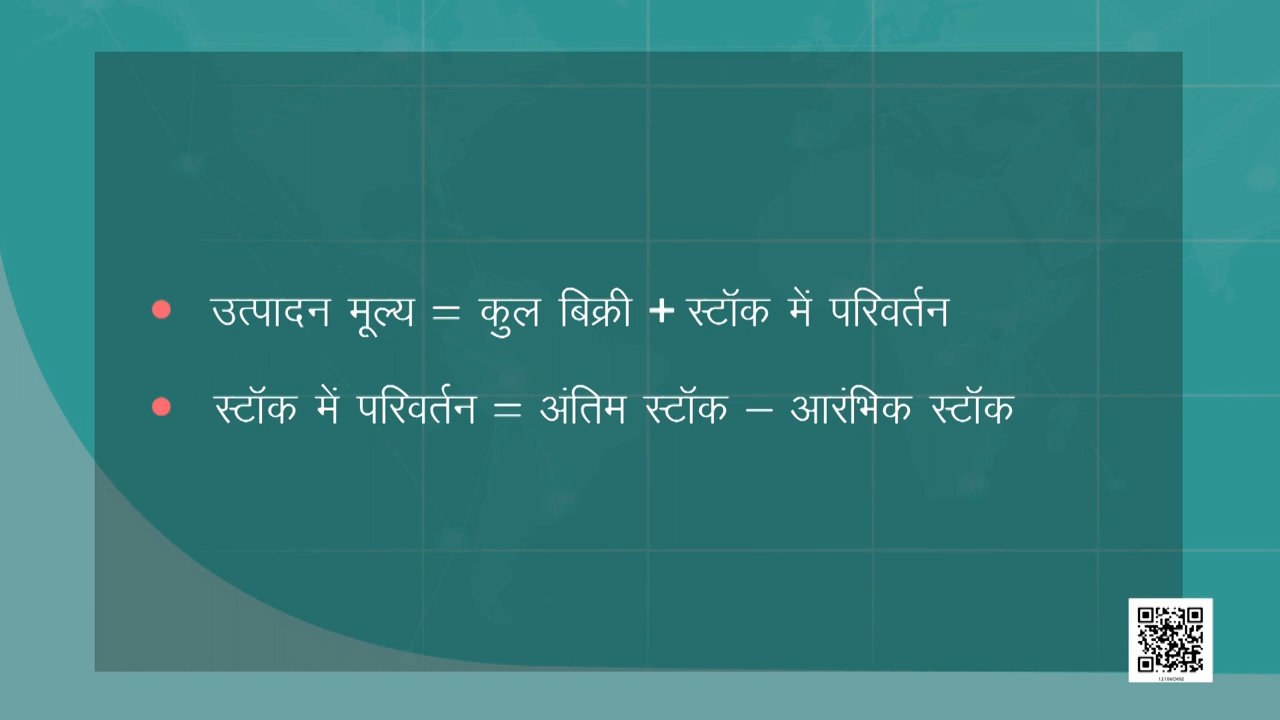 उत्पादन मूल्य = कुल बिक्री + स्टॉक में परिवर्तन
स्टॉक में परिवर्तन = अंतिम स्टॉक – आरंभिक स्टॉक